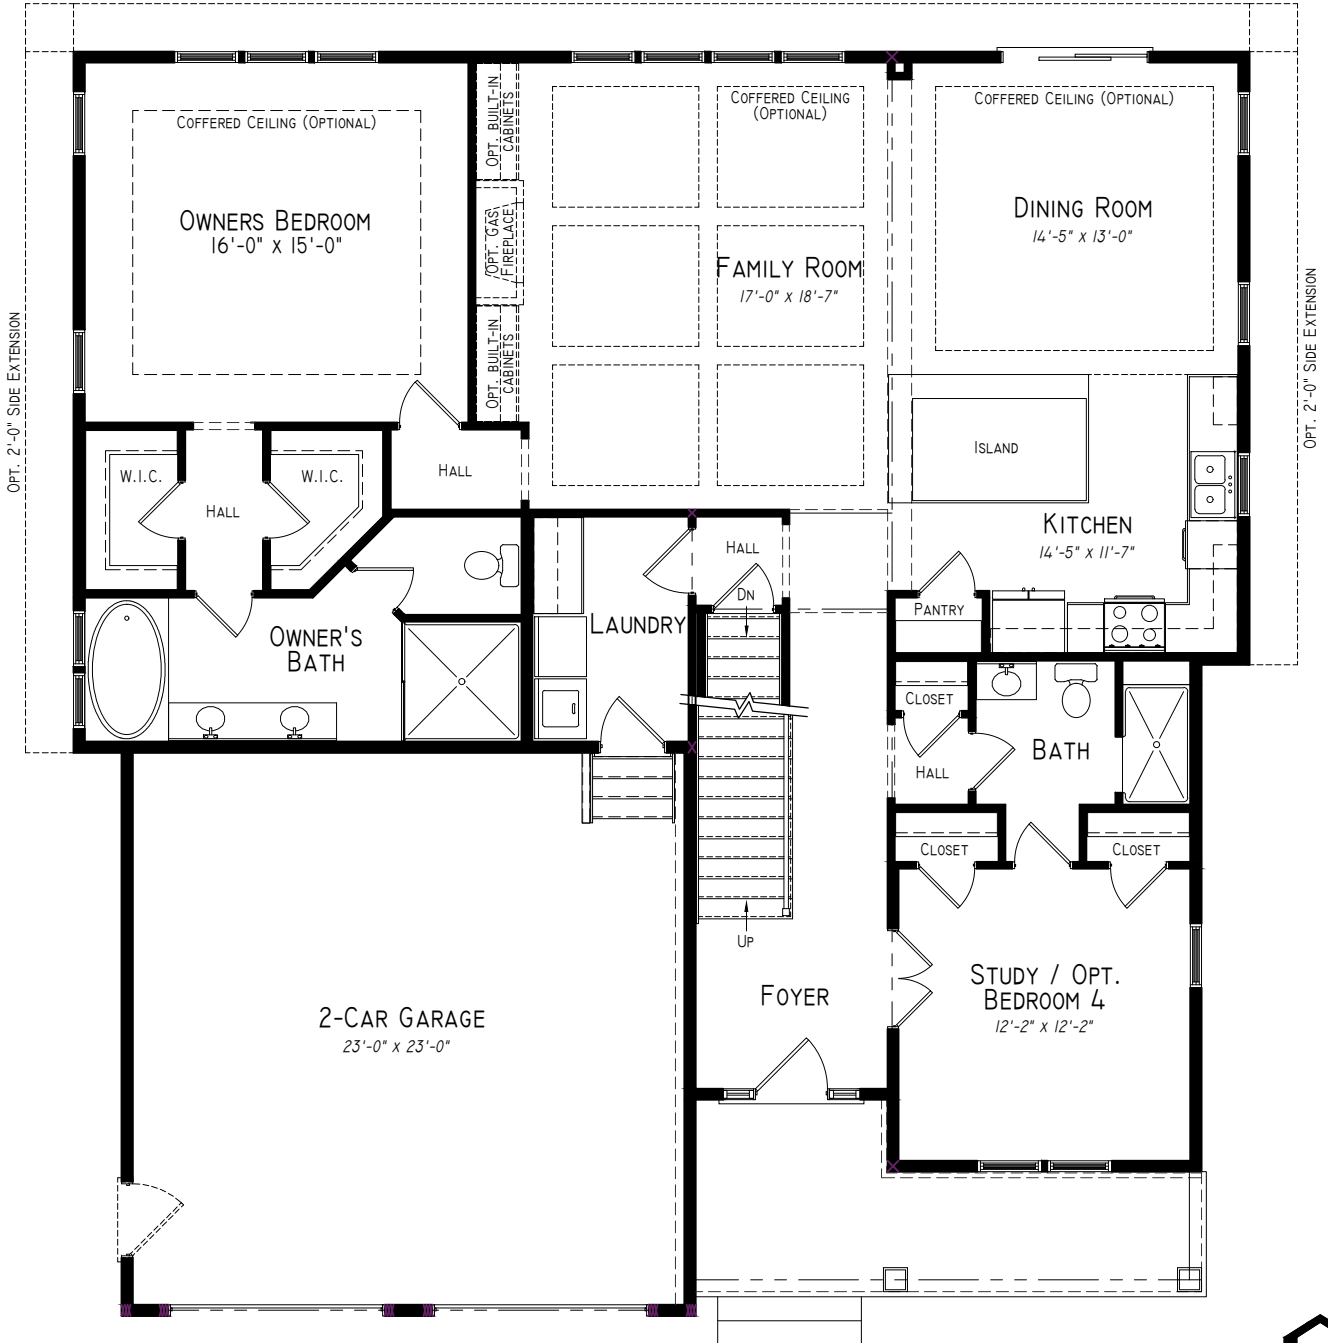 COFFERED CEILING (OPTIONAL)
OWNERS BEDROOM
16'-0" X 15'-0"
OPT. BUILT-IN
CABINETS
OPT. GAS
FIREPLACE
OPT. BUILT-IN
CABINETS
COFFERED CEILING
(OPTIONAL)
FAMILY ROOM
17'-0" X 18'-7"
COFFERED CEILING (OPTIONAL)
DINING ROOM
14'-5" X 13'-0"
OPT. 2'-0" SIDE EXTENSION
OPT. 2'-0" SIDE EXTENSION
W.I.C.
HALL
W.I.C.
HALL
ISLAND
KITCHEN
14'-5" X 11'-7"
HALL
DN
PANTRY
LAUNDRY
OWNER'S
BATH
CLOSET
BATH
HALL
CLOSET
CLOSET
UP
FOYER
STUDY / OPT.
BEDROOM 4
12'-2" X 12'-2"
2-CAR GARAGE
23'-0" X 23'-0"